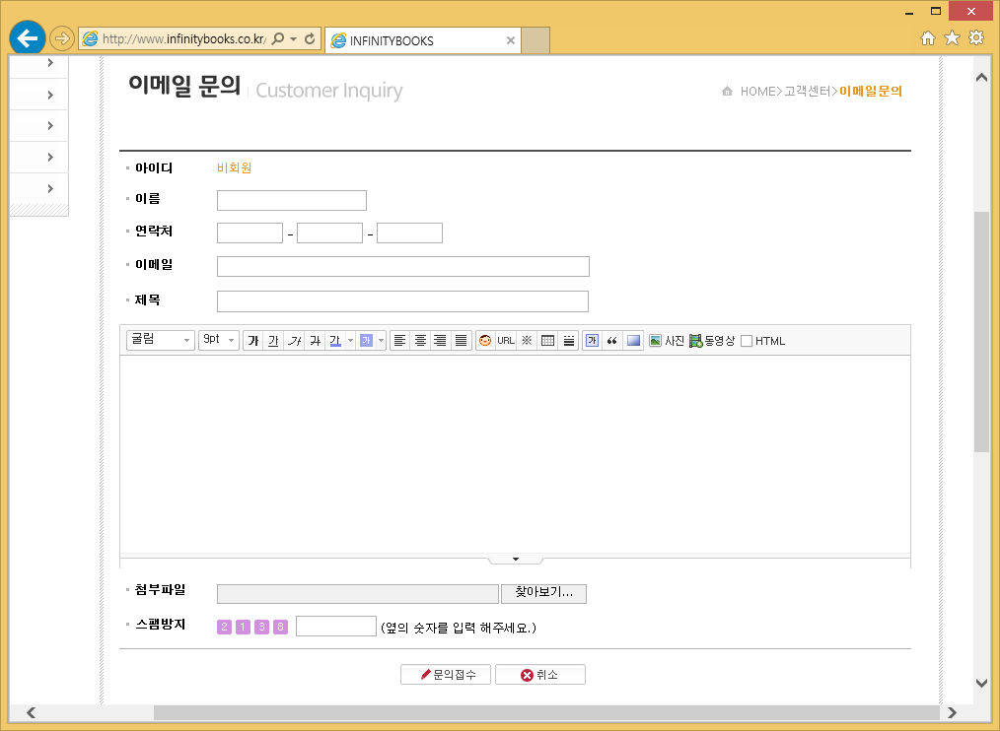 http://www.infinitybooks.co.kr/
INFINITYBOOKS
이메일 문의 Customer Inquiry
HOME>고객센터>이메일문의
아이디 비회원
이름
연락처 - -
이메일
제목
굴림 9pt 가 가 가 가 가 가 URL ※ 가 “ 사진 동영상 HTML
첨부파일 찾아보기...
스팸방지 2 1 3 8 (옆의 숫자를 입력 해주세요.)
문의접수 취소